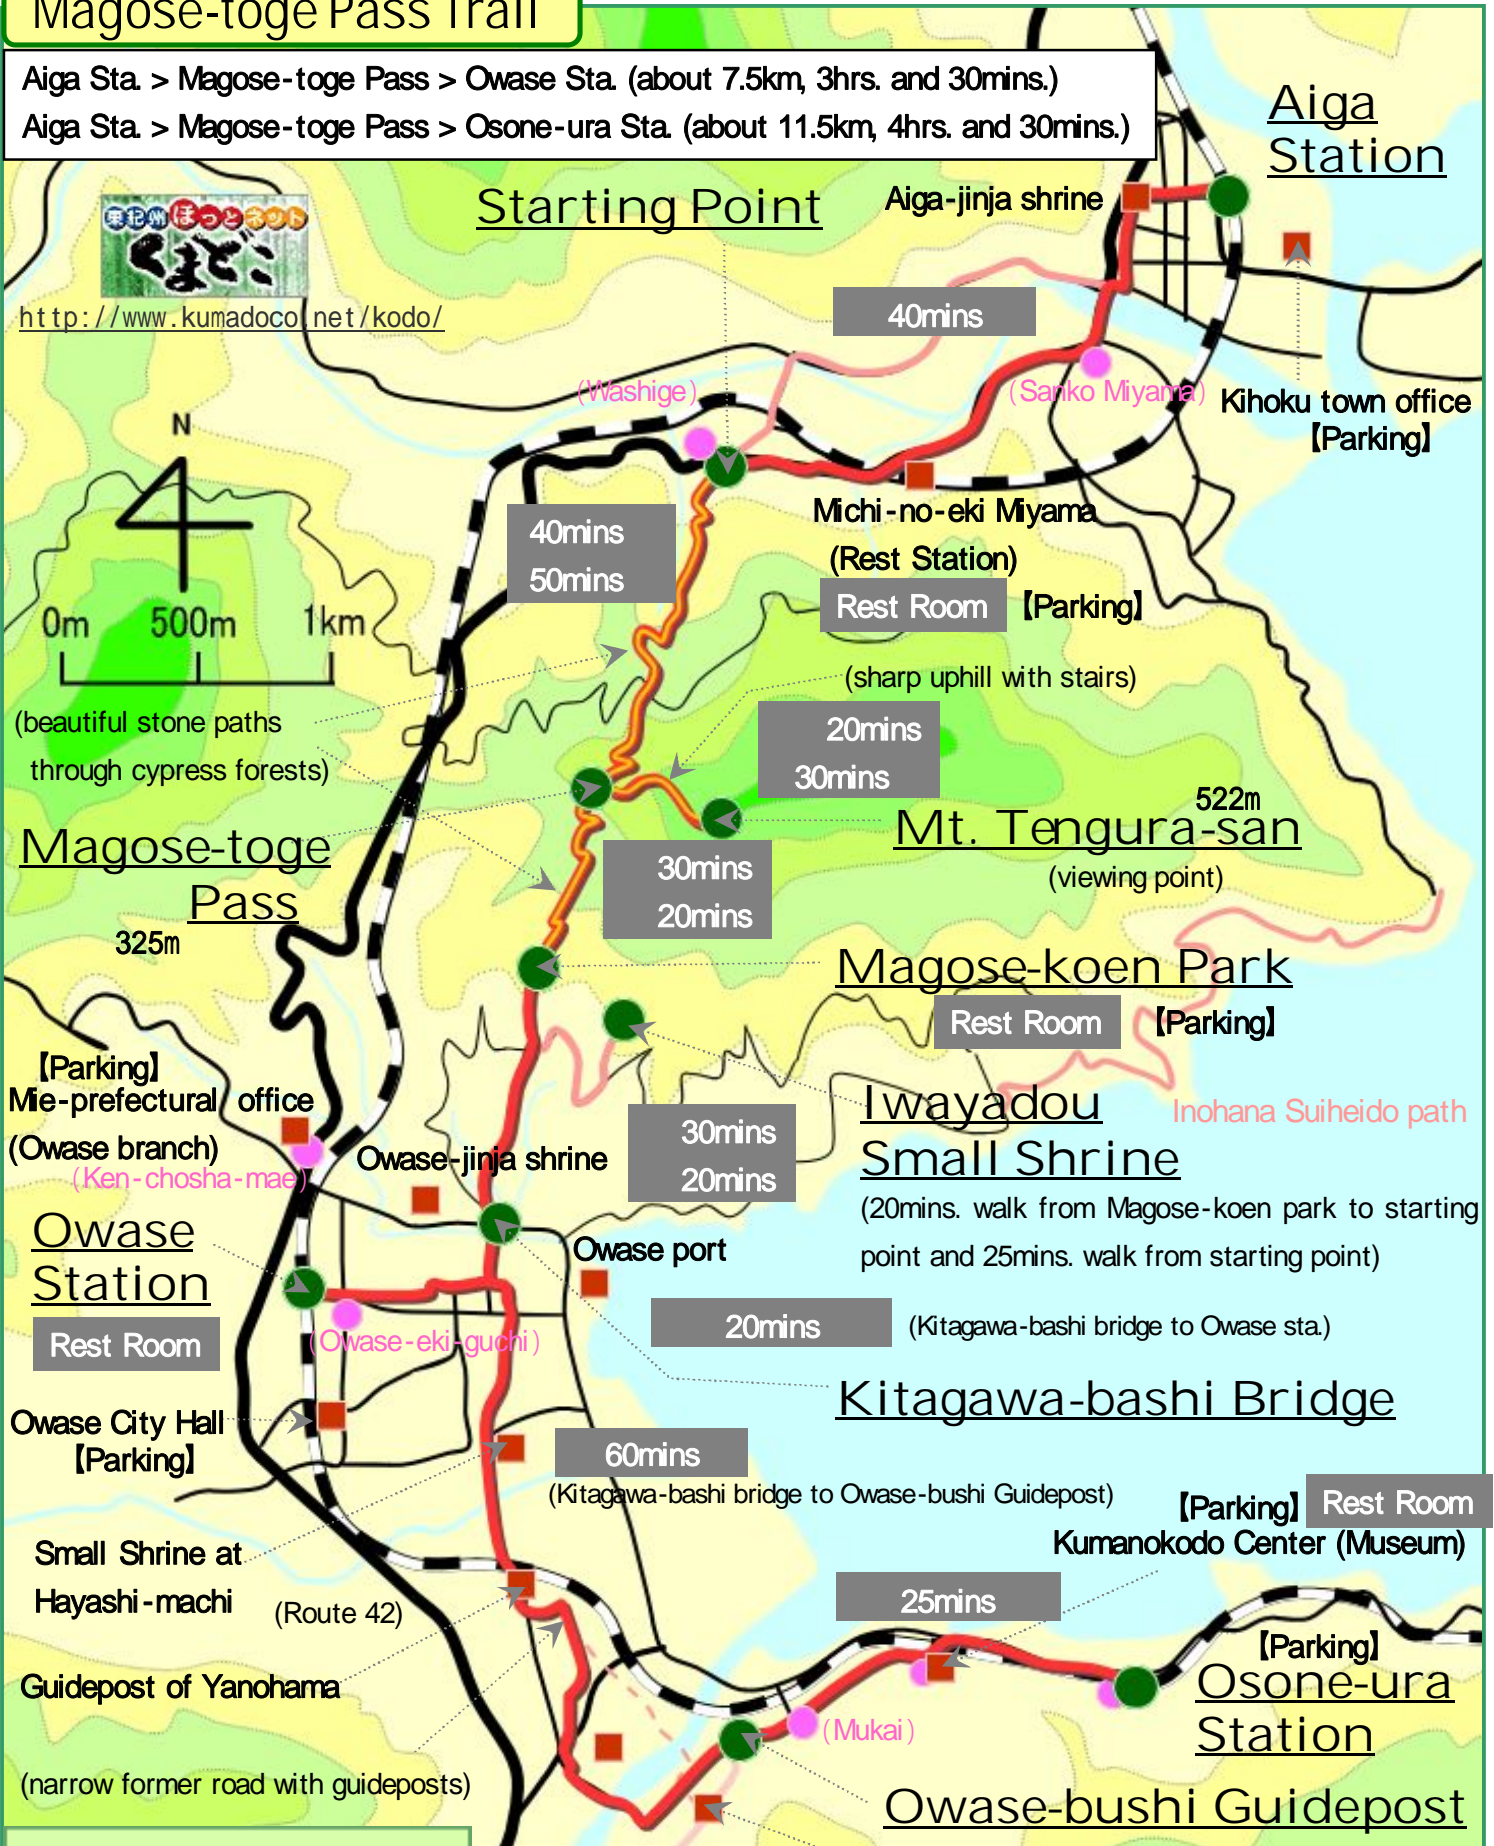 Magose-toge Pass Trail
Aiga Sta. > Magose-toge Pass > Owase Sta. (about 7.5km, 3hrs. and 30mins.)
Aiga Sta. > Magose-toge Pass > Osone-ura Sta. (about 11.5km, 4hrs. and 30mins.)
Aiga
Station
Starting Point
Aiga-jinja shrine
東紀州ほっとネット
くまどこ
http://www.kumadoco.net/kodo/
40mins
(Washige)
(Sanko Miyama)
Kihoku town office
【Parking】
N
Michi-no-eki Miyama
(Rest Station)
Rest Room 【Parking】
40mins
50mins
0m 500m 1km
(sharp uphill with stairs)
(beautiful stone paths
through cypress forests)
20mins
30mins
522m
Mt. Tengura-san
(viewing point)
Magose-toge
Pass
325m
30mins
20mins
Magose-koen Park
Rest Room 【Parking】
【Parking】
Mie-prefectural office
(Owase branch)
(Ken-chosha-mae)
Owase-jinja shrine
30mins
20mins
Iwayadou
Small Shrine
Inohana Suiheido path
(20mins. walk from Magose-koen park to starting
point and 25mins. walk from starting point)
Owase
Station
Rest Room
Owase port
(Owase-eki-guchi)
20mins (Kitagawa-bashi bridge to Owase sta.)
Kitagawa-bashi Bridge
Owase City Hall
【Parking】
60mins
(Kitagawa-bashi bridge to Owase-bushi Guidepost)
【Parking】 Rest Room
Kumanokodo Center (Museum)
Small Shrine at
Hayashi-machi
(Route 42)
25mins
Guidepost of Yanohama
【Parking】
Osone-ura
Station
(Mukai)
(narrow former road with guideposts)
Owase-bushi Guidepost